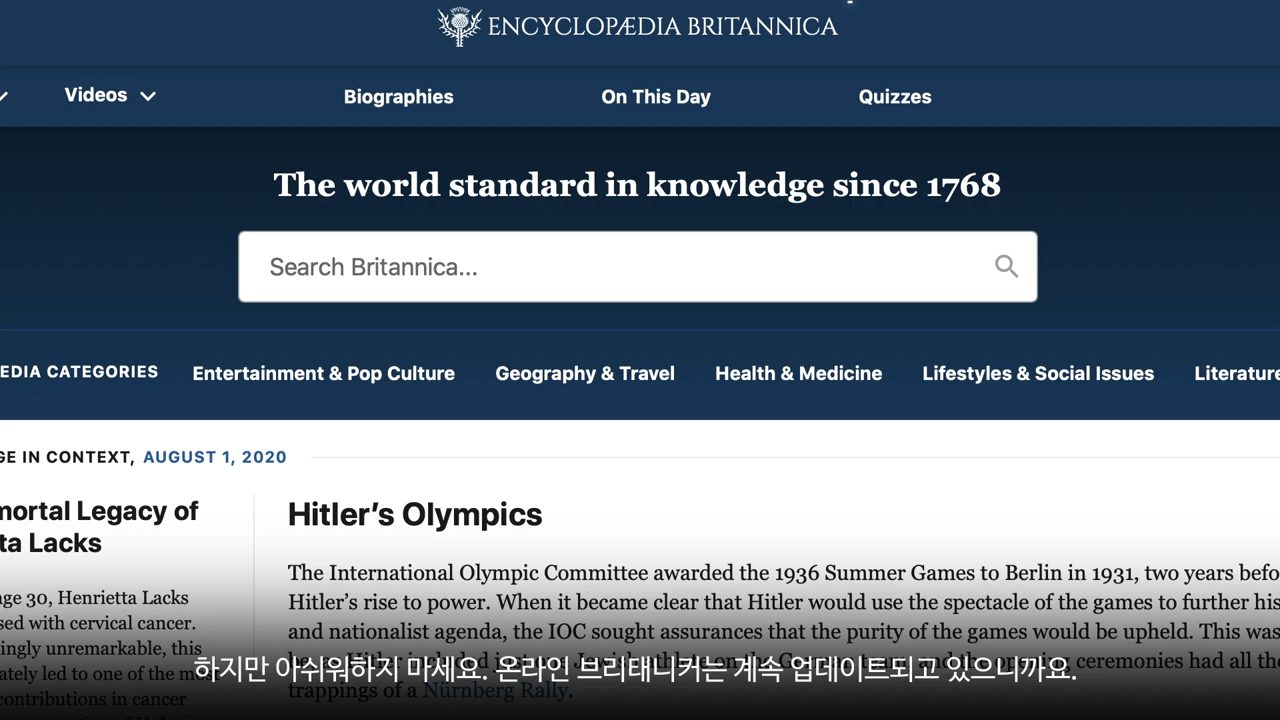 ENCYCLOPÆDIA BRITANNICA
Videos
Biographies
On This Day
Quizzes
The world standard in knowledge since 1768
Search Britannica...
EDIA CATEGORIES
Entertainment & Pop Culture
Geography & Travel
Health & Medicine
Lifestyles & Social Issues
Literature
GE IN CONTEXT, AUGUST 1, 2020
mortal Legacy of
ta Lacks
age 30, Henrietta Lacks
sed with cervical cancer.
ingly unremarkable, this
ately led to one of the most
contributions in cancer
Hitler's Olympics
The International Olympic Committee awarded the 1936 Summer Games to Berlin in 1931, two years befo
Hitler's rise to power. When it became clear that Hitler would use the spectacle of the games to further his
and nationalist agenda, the IOC sought assurances that the purity of the games would be upheld. This was
ceremonies had all the
trappings of a Nürnberg Rally.
하지만 아쉬워하지 마세요. 온라인 브리태니커는 계속 업데이트되고 있으니까요.